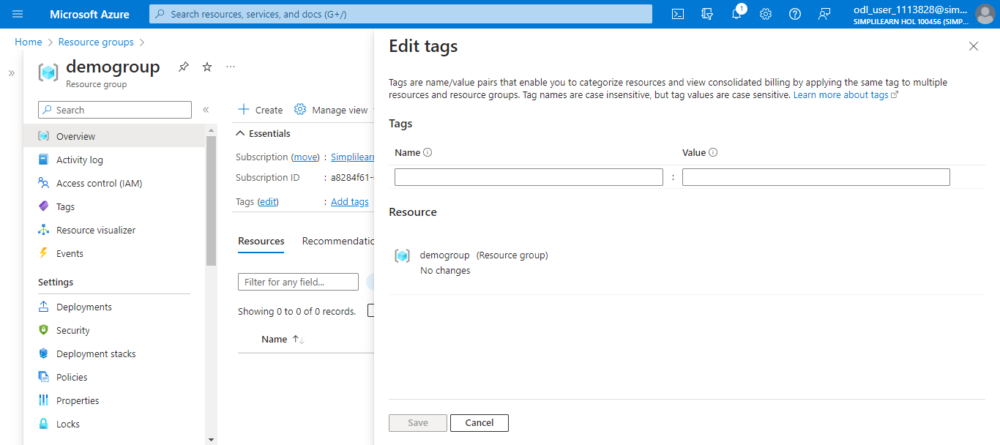 Microsoft Azure
Search resources, services, and docs (G+/)
1
odl_user_1113828@sim...
SIMPLILEARN HOL 100456 (SIMP...
Home > Resource groups >
demogroup
Resource group
Search
Overview
Activity log
Access control (IAM)
Tags
Resource visualizer
Events
Settings
Deployments
Security
Deployment stacks
Policies
Properties
Locks
Create
Manage view
Essentials
Subscription (move) : Simplilearn
Subscription ID : a8284f61-
Tags (edit) : Add tags
Resources
Recommendatio
Filter for any field...
Showing 0 to 0 of 0 records.
Name ↑↓
Edit tags
Tags are name/value pairs that enable you to categorize resources and view consolidated billing by applying the same tag to multiple
resources and resource groups. Tag names are case insensitive, but tag values are case sensitive. Learn more about tags
Tags
Name
Value
:
Resource
demogroup (Resource group)
No changes
Save
Cancel